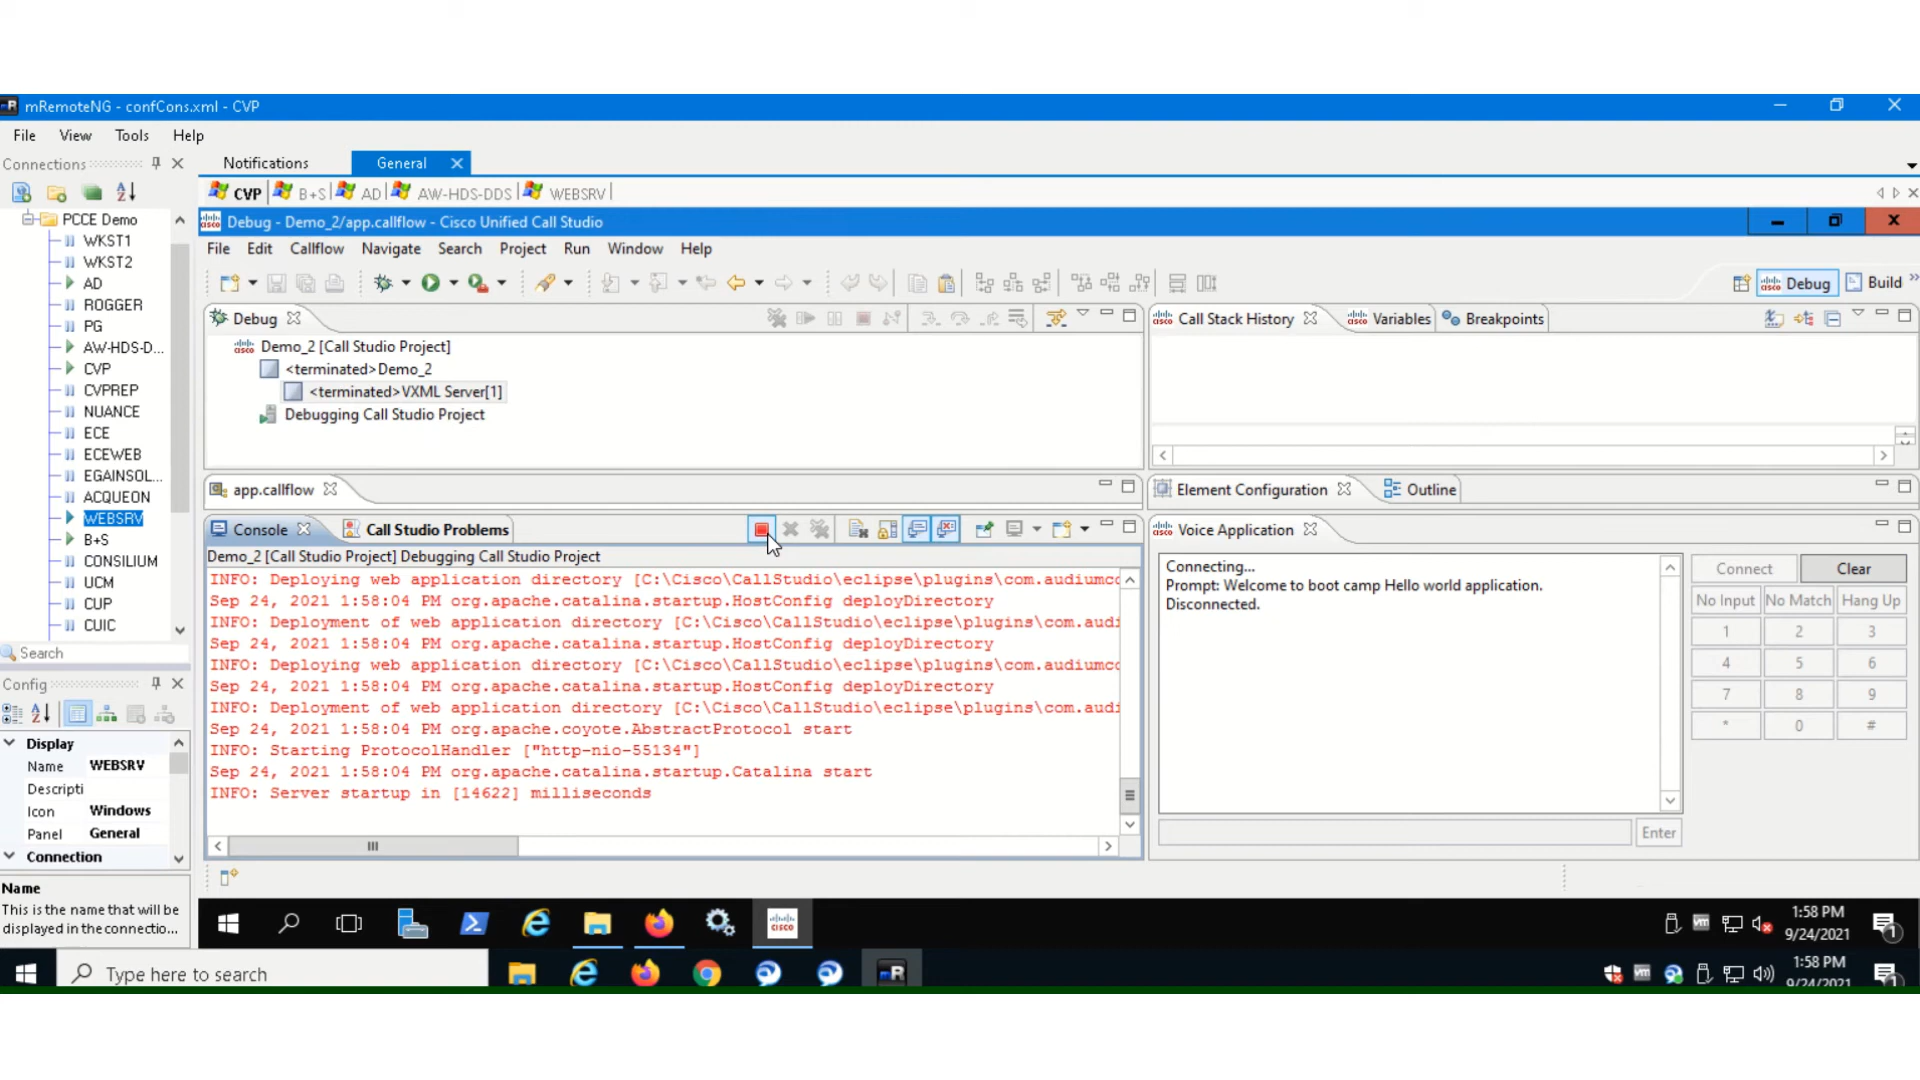 mRemoteNG - confCons.xml - CVP
File View Tools Help
Connections
Notifications General
CVP B+S AD AW-HDS-DDS WEBSRV
PCCE Demo
WKST1
WKST2
AD
ROGGER
PG
AW-HDS-D...
CVP
CVPREP
NUANCE
ECE
ECEWEB
EGAINSOL...
ACQUEON
WEBSRV
B+S
CONSILIUM
UCM
CUP
CUIC
Search
Config
Display
Name WEBSRV
Descripti
Icon Windows
Panel General
Connection
Name
This is the name that will be
displayed in the connectio...
Debug - Demo_2/app.callflow - Cisco Unified Call Studio
File Edit Callflow Navigate Search Project Run Window Help
Debug Build
Debug
Demo_2 [Call Studio Project]
<terminated>Demo_2
<terminated>VXML Server[1]
Debugging Call Studio Project
Call Stack History Variables Breakpoints
app.callflow
Element Configuration Outline
Console Call Studio Problems
Demo_2 [Call Studio Project] Debugging Call Studio Project
INFO: Deploying web application directory [C:\Cisco\CallStudio\eclipse\plugins\com.audiumco
Sep 24, 2021 1:58:04 PM org.apache.catalina.startup.HostConfig deployDirectory
INFO: Deployment of web application directory [C:\Cisco\CallStudio\eclipse\plugins\com.audi
Sep 24, 2021 1:58:04 PM org.apache.catalina.startup.HostConfig deployDirectory
INFO: Deploying web application directory [C:\Cisco\CallStudio\eclipse\plugins\com.audiumco
Sep 24, 2021 1:58:04 PM org.apache.catalina.startup.HostConfig deployDirectory
INFO: Deployment of web application directory [C:\Cisco\CallStudio\eclipse\plugins\com.audi
Sep 24, 2021 1:58:04 PM org.apache.coyote.AbstractProtocol start
INFO: Starting ProtocolHandler ["http-nio-55134"]
Sep 24, 2021 1:58:04 PM org.apache.catalina.startup.Catalina start
INFO: Server startup in [14622] milliseconds
Voice Application
Connecting...
Prompt: Welcome to boot camp Hello world application.
Disconnected.
Connect Clear
No Input No Match Hang Up
1 2 3
4 5 6
7 8 9
* 0 #
Enter
cisco
1:58 PM
9/24/2021
1
Type here to search
1:58 PM
9/24/2021
1